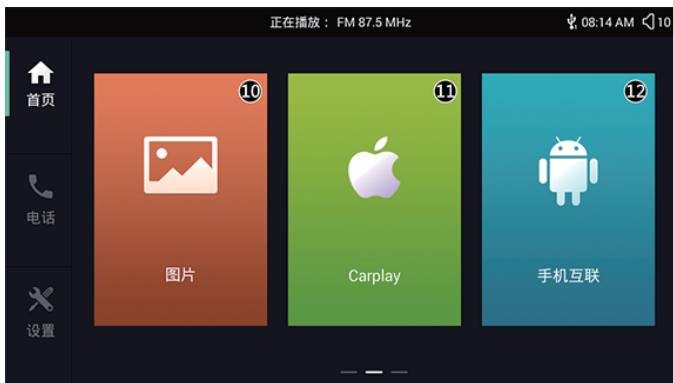 正在播放： FM 87.5 MHz
08:14 AM
10
首页
电话
设置
⑩
⑪
⑫
图片
Carplay
手机互联